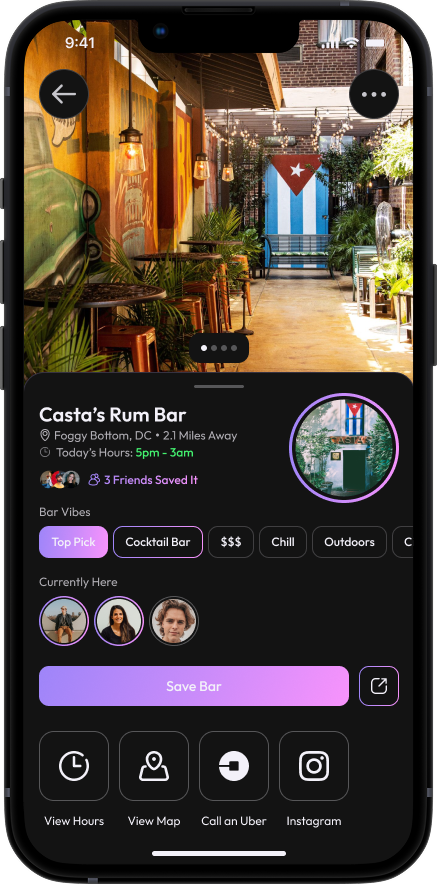 9:41
Casta's Rum Bar
Foggy Bottom, DC • 2.1 Miles Away
Today's Hours: 5pm - 3am
3 Friends Saved It
Bar Vibes
Top Pick Cocktail Bar $$$ Chill Outdoors C
Currently Here
Save Bar
View Hours View Map Call an Uber Instagram